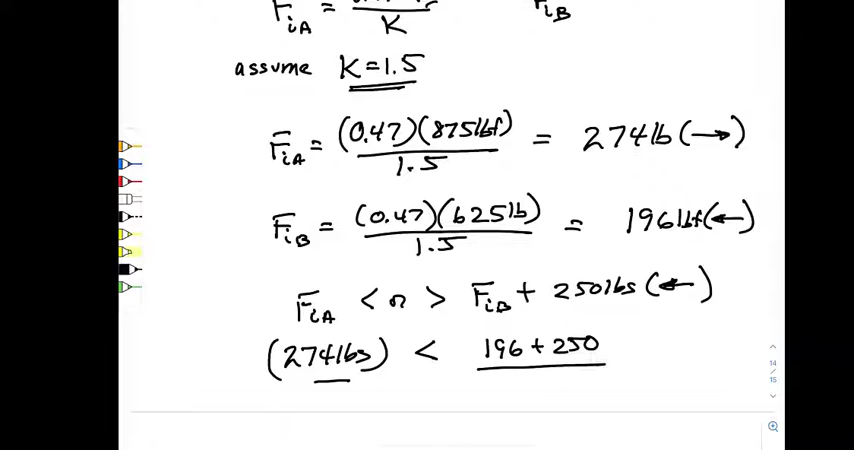 F_iA = K F_iB
assume K = 1.5
F_iA = (0.47)(875lbf) / 1.5 = 274lb (→)
F_iB = (0.47)(625lb) / 1.5 = 196lbf (←)
F_iA < or > F_iB + 250lbs (←)
(274lbs) < 196 + 250
14
15